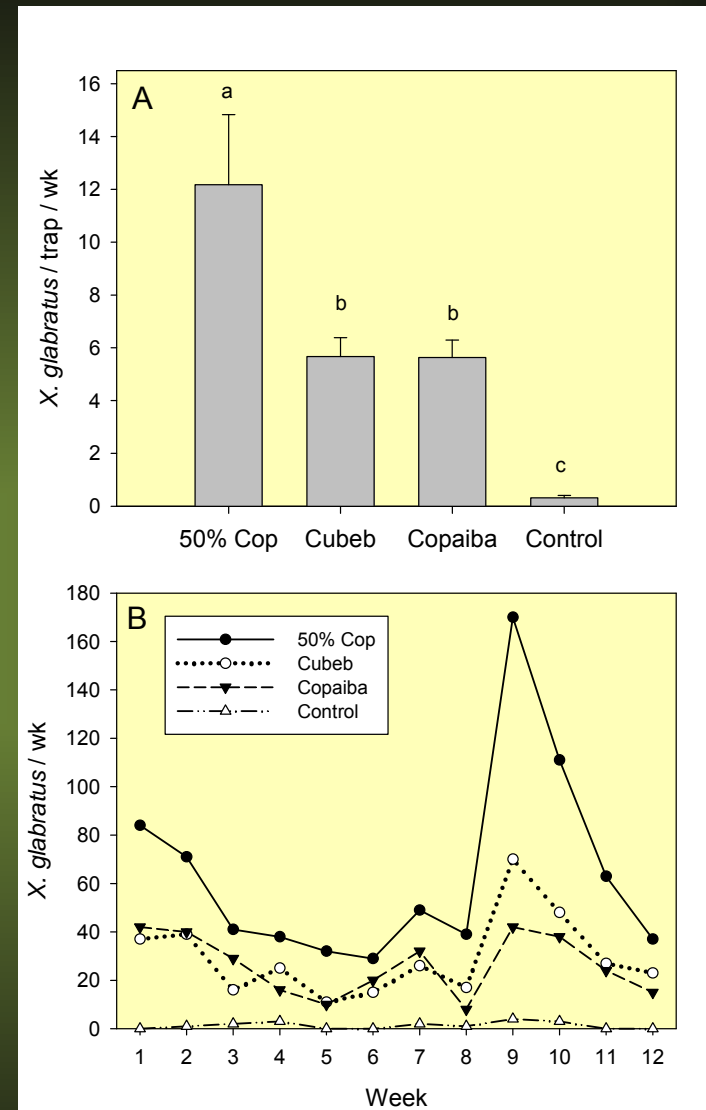 A
X. glabratus / trap / wk
16
14
12
10
8
6
4
2
0
a
b
b
c
50% Cop Cubeb Copaiba Control
B
X. glabratus / wk
180
160
140
120
100
80
60
40
20
0
50% Cop
Cubeb
Copaiba
Control
1 2 3 4 5 6 7 8 9 10 11 12
Week